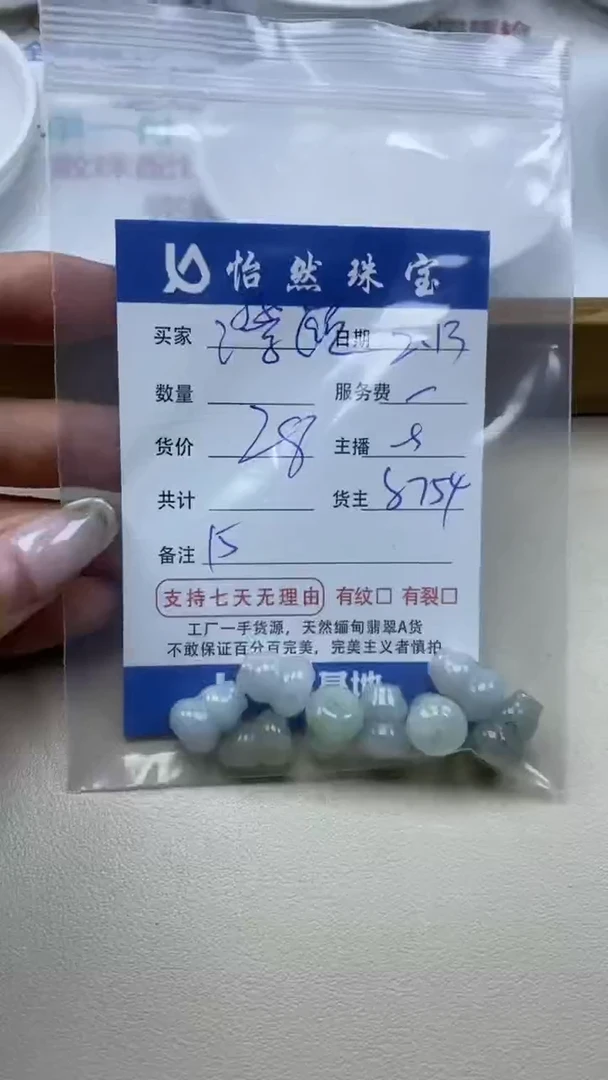 怡然珠宝
买家 日期 2.13
数量 服务费
货价 28 主播
共计 货主 8754
备注 15
支持七天无理由 有纹□ 有裂□
工厂一手货源，天然缅甸翡翠A货
不敢保证百分百完美，完美主义者慎拍
基地